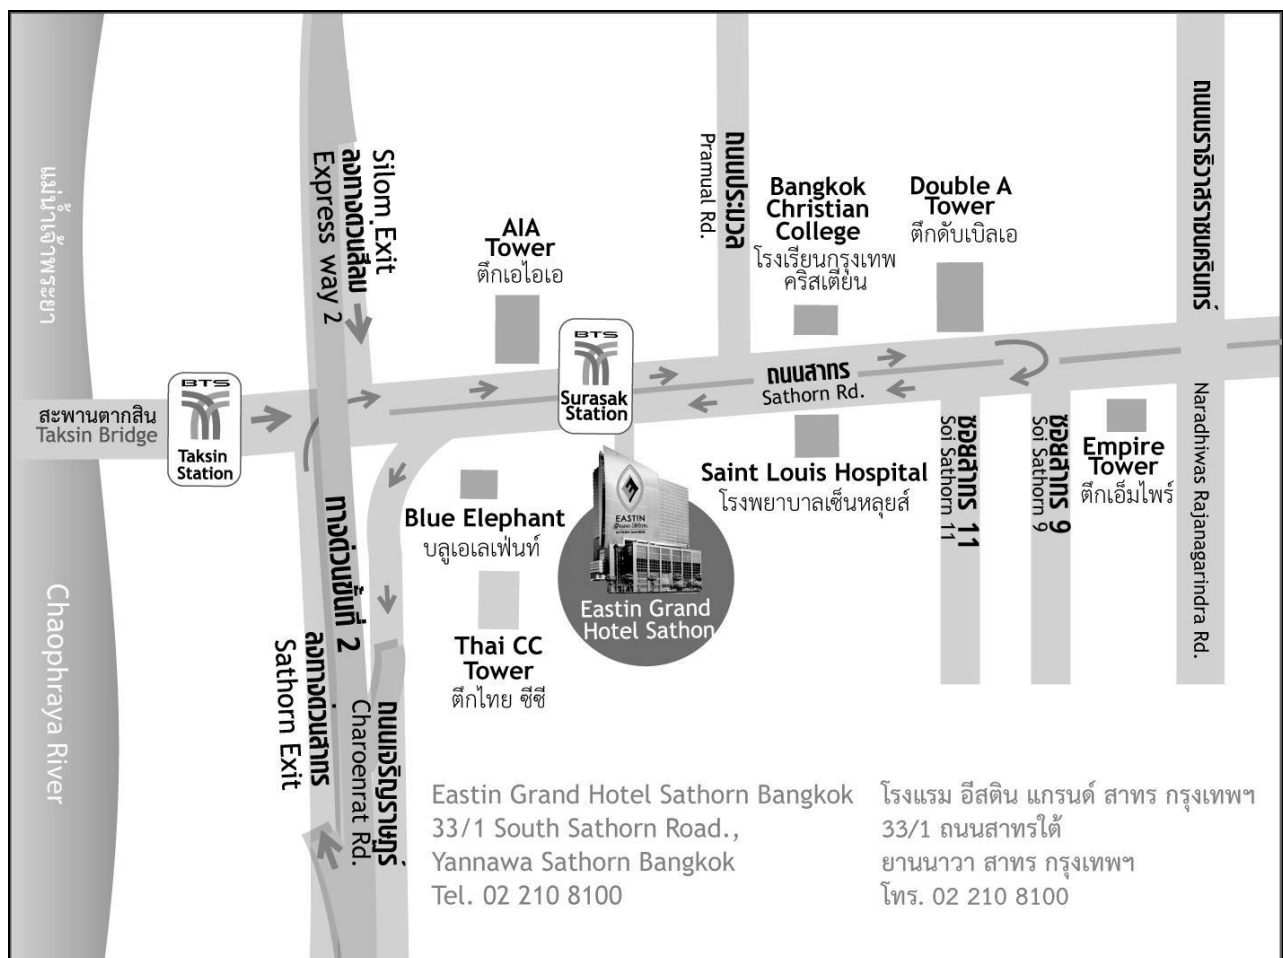 แม่น้ำเจ้าพระยา
Chaophraya River
สะพานตากสิน
Taksin Bridge
BTS
Taksin
Station
Silom Exit
ลงทางด่วนสีลม
Express way 2
ทางด่วนขั้นที่ 2
ลงทางด่วนสาทร
Sathorn Exit
ถนนเจริญราษฎร์
Charoenrat Rd.
AIA
Tower
ตึกเอไอเอ
BTS
Surasak
Station
ถนนประมวล
Pramual Rd.
Bangkok
Christian
College
โรงเรียนกรุงเทพ
คริสเตียน
Double A
Tower
ตึกดับเบิลเอ
ถนนนราธิวาสราชนครินทร์
Naradhiwas Rajanagarindra Rd.
ถนนสาทร
Sathorn Rd.
Blue Elephant
บลูเอเลเฟ่นท์
Thai CC
Tower
ตึกไทย ซีซี
EASTIN
GRAND HOTEL
Eastin Grand
Hotel Sathon
Saint Louis Hospital
โรงพยาบาลเซ็นหลุยส์
ซอยสาทร 11
Soi Sathorn 11
ซอยสาทร 9
Soi Sathorn 9
Empire
Tower
ตึกเอ็มไพร์
Eastin Grand Hotel Sathorn Bangkok
33/1 South Sathorn Road.,
Yannawa Sathorn Bangkok
Tel. 02 210 8100
โรงแรม อีสติน แกรนด์ สาทร กรุงเทพฯ
33/1 ถนนสาทรใต้
ยานนาวา สาทร กรุงเทพฯ
โทร. 02 210 8100